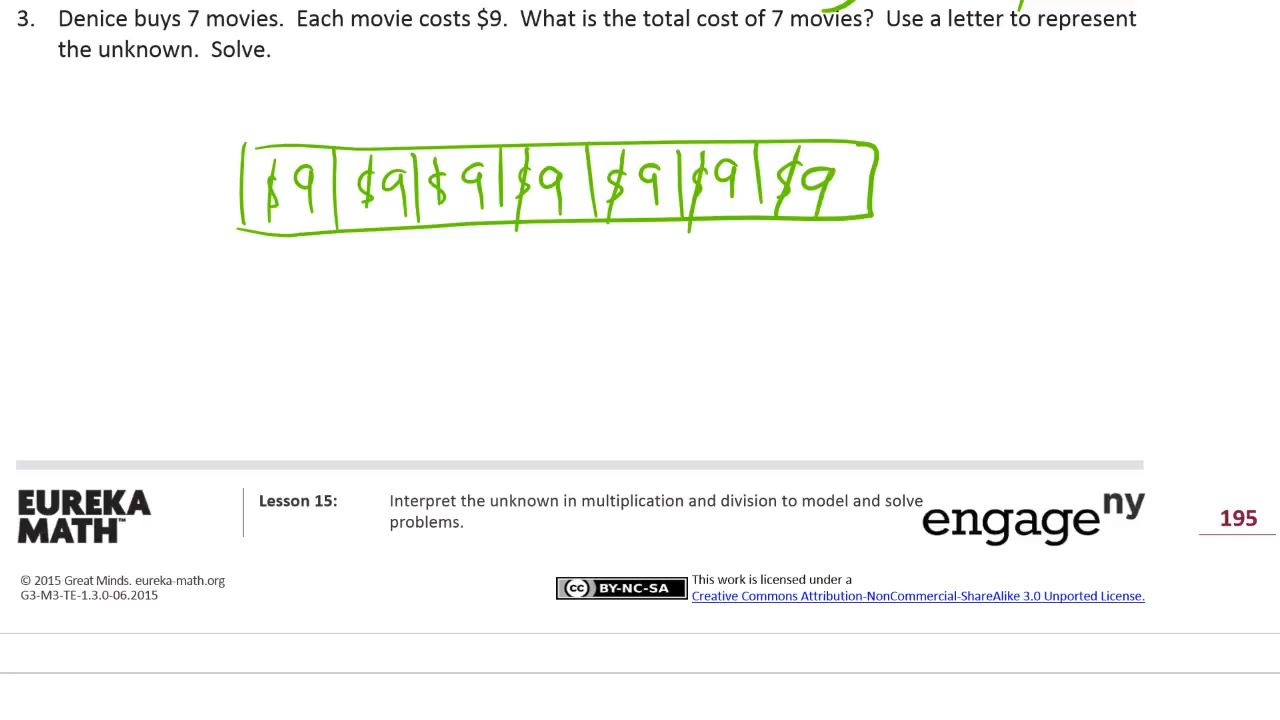 3. Denice buys 7 movies. Each movie costs $9. What is the total cost of 7 movies? Use a letter to represent
the unknown. Solve.
$9 $9 $9 $9 $9 $9 $9
EUREKA
MATH™
Lesson 15:
Interpret the unknown in multiplication and division to model and solve
problems.
engage ny
195
© 2015 Great Minds. eureka-math.org
G3-M3-TE-1.3.0-06.2015
cc BY-NC-SA
This work is licensed under a
Creative Commons Attribution-NonCommercial-ShareAlike 3.0 Unported License.